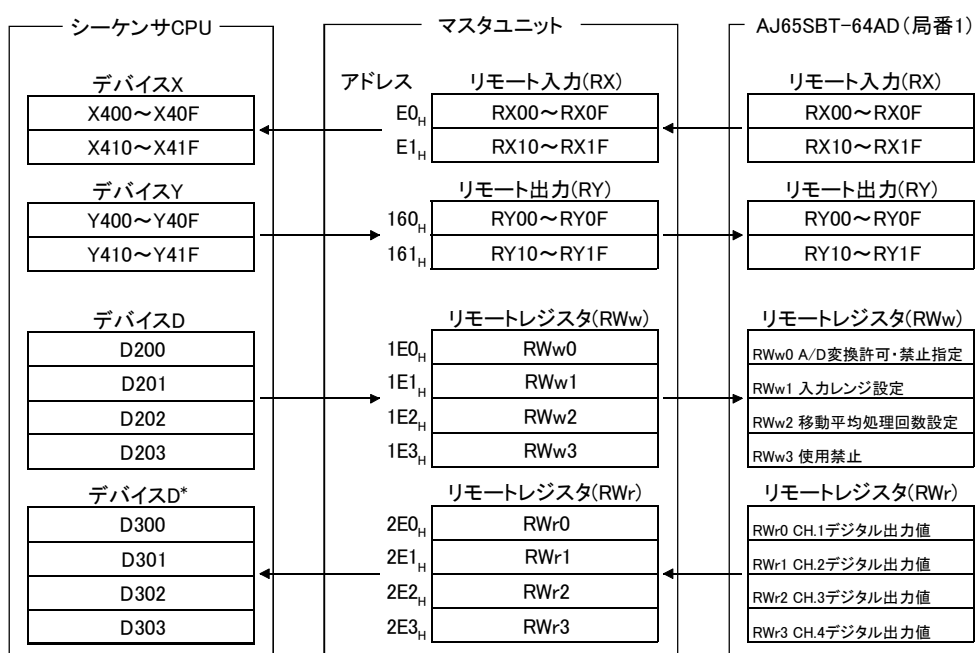 シーケンサCPU
マスタユニット
AJ65SBT-64AD(局番1)
デバイスX
X400～X40F
X410～X41F
アドレス
リモート入力(RX)
E0H RX00～RX0F
E1H RX10～RX1F
リモート入力(RX)
RX00～RX0F
RX10～RX1F
デバイスY
Y400～Y40F
Y410～Y41F
リモート出力(RY)
160H RY00～RY0F
161H RY10～RY1F
リモート出力(RY)
RY00～RY0F
RY10～RY1F
デバイスD
D200
D201
D202
D203
リモートレジスタ(RWw)
1E0H RWw0
1E1H RWw1
1E2H RWw2
1E3H RWw3
リモートレジスタ(RWw)
RWw0 A/D変換許可・禁止指定
RWw1 入力レンジ設定
RWw2 移動平均処理回数設定
RWw3 使用禁止
デバイスD*
D300
D301
D302
D303
リモートレジスタ(RWr)
2E0H RWr0
2E1H RWr1
2E2H RWr2
2E3H RWr3
リモートレジスタ(RWr)
RWr0 CH.1デジタル出力値
RWr1 CH.2デジタル出力値
RWr2 CH.3デジタル出力値
RWr3 CH.4デジタル出力値